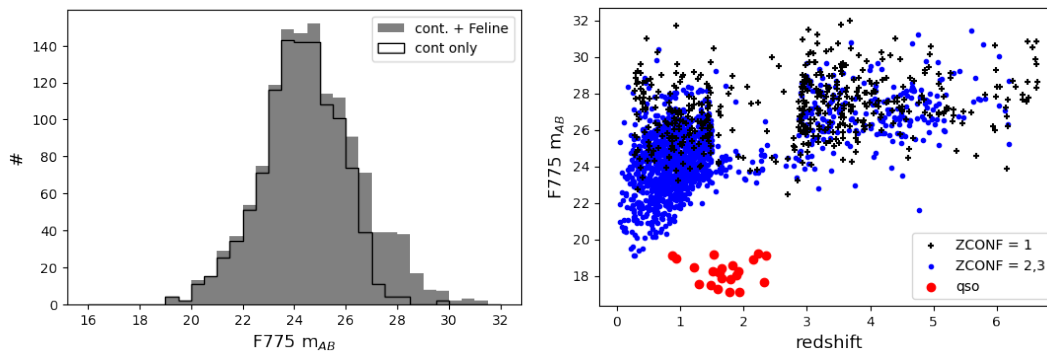 cont. + Feline
cont only
#
140
120
100
80
60
40
20
0
16 18 20 22 24 26 28 30 32
F775 m_AB
F775 m_AB
32
30
28
26
24
22
20
18
ZCONF = 1
ZCONF = 2,3
qso
0 1 2 3 4 5 6
redshift